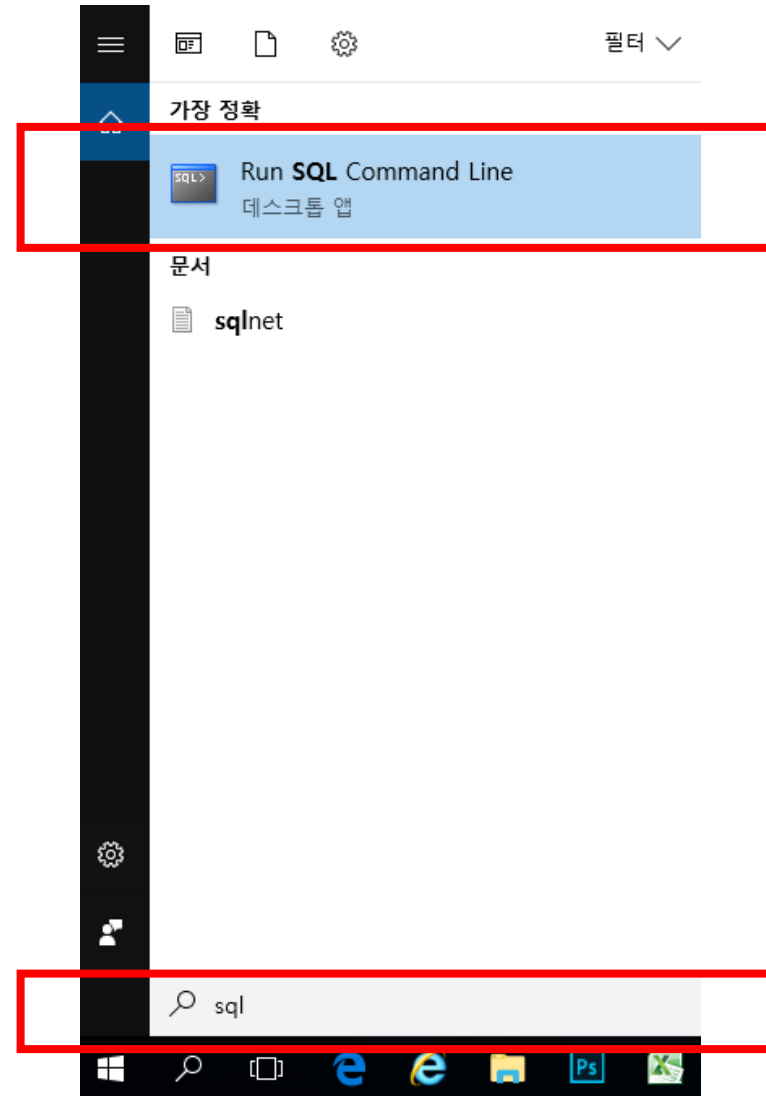 필터
가장 정확
SQL>
Run SQL Command Line
데스크톱 앱
문서
sqlnet
sql
Ps